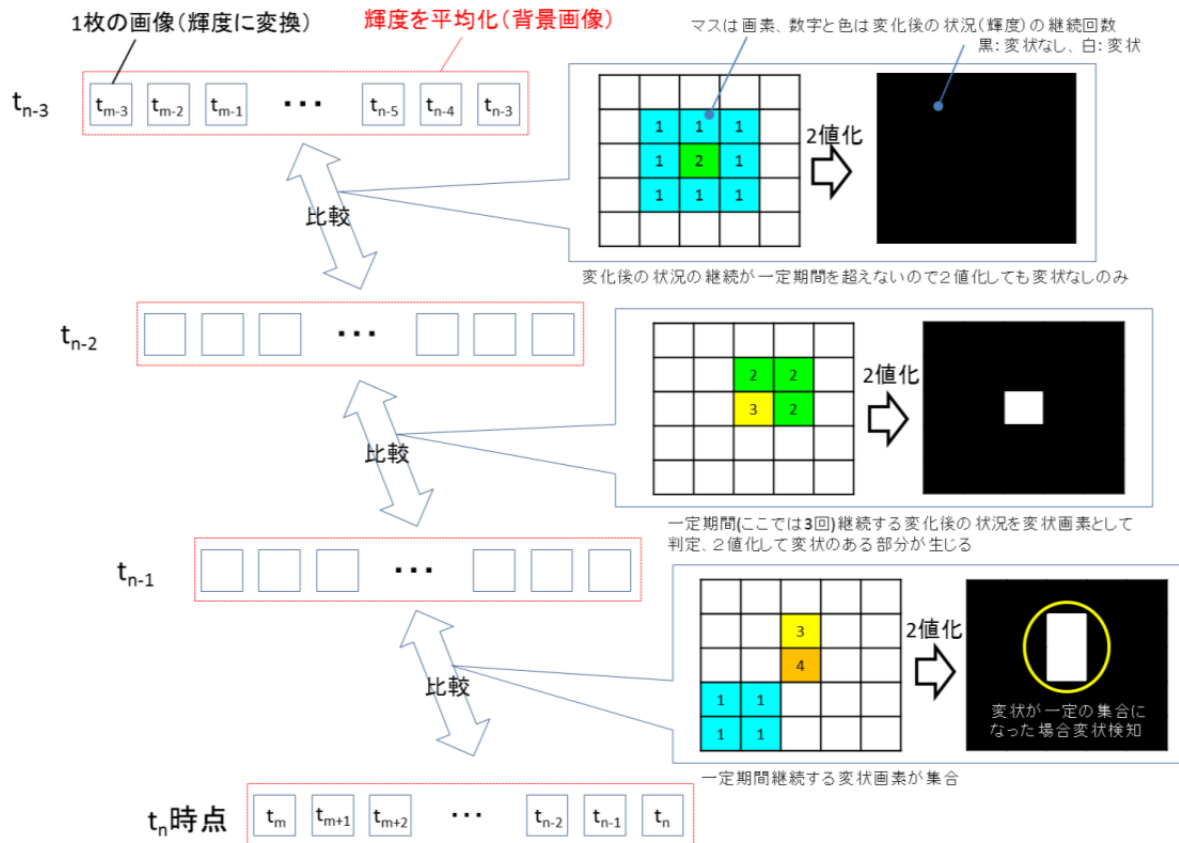 1枚の画像(輝度に変換)
輝度を平均化(背景画像)
マスは画素、数字と色は変化後の状況(輝度)の継続回数
黒:変状なし、白:変状
tn-3
tm-3 tm-2 tm-1 ・・・ tn-5 tn-4 tn-3
1 1 1
1 2 1
1 1 1
2値化
比較
変化後の状況の継続が一定期間を超えないので2値化しても変状なしのみ
tn-2
・・・
2 2
3 2
2値化
比較
一定期間(ここでは3回)継続する変化後の状況を変状画素として
判定、2値化して変状のある部分が生じる
tn-1
・・・
3
4
1 1
1 1
2値化
変状が一定の集合に
なった場合変状検知
比較
一定期間継続する変状画素が集合
tn時点
tm tm+1 tm+2 ・・・ tn-2 tn-1 tn